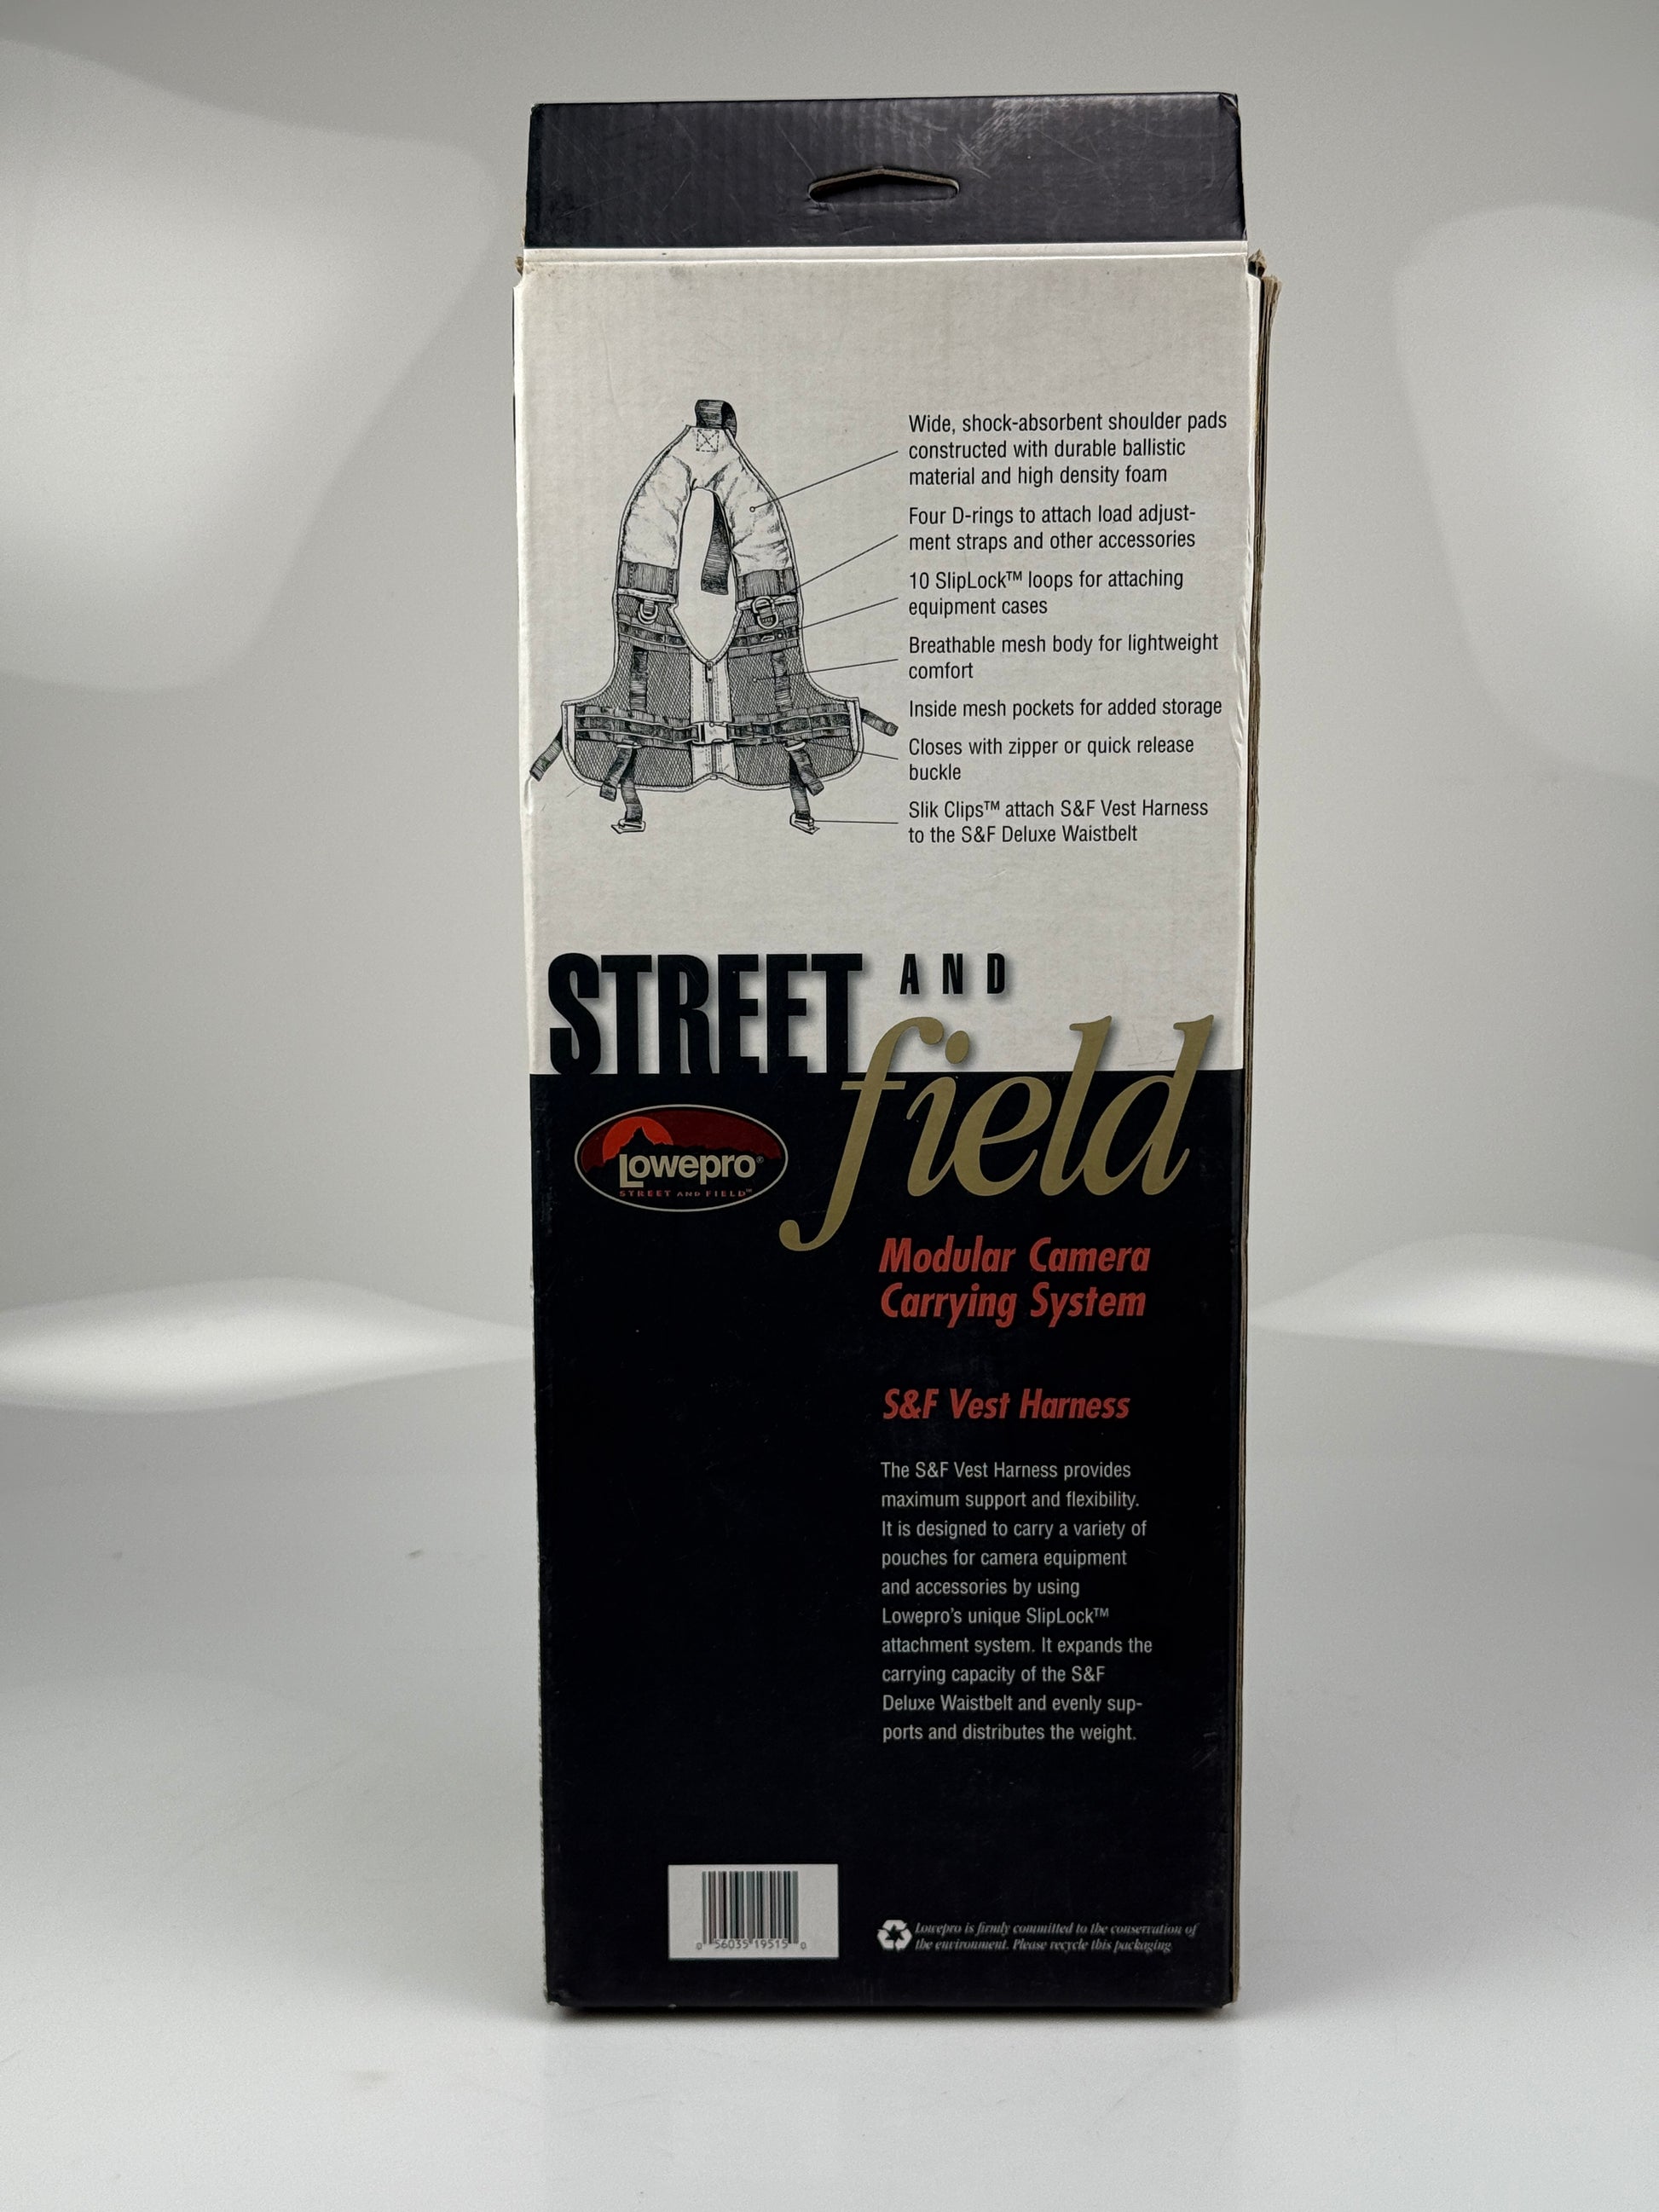 Wide, shock-absorbent shoulder pads
constructed with durable ballistic
material and high density foam
Four D-rings to attach load adjust-
ment straps and other accessories
10 SlipLock™ loops for attaching
equipment cases
Breathable mesh body for lightweight
comfort
Inside mesh pockets for added storage
Closes with zipper or quick release
buckle
Slik Clips™ attach S&F Vest Harness
to the S&F Deluxe Waistbelt
STREET AND
field
Lowepro®
STREET AND FIELD™
Modular Camera
Carrying System
S&F Vest Harness
The S&F Vest Harness provides
maximum support and flexibility.
It is designed to carry a variety of
pouches for camera equipment
and accessories by using
Lowepro's unique SlipLock™
attachment system. It expands the
carrying capacity of the S&F
Deluxe Waistbelt and evenly sup-
ports and distributes the weight.
0 56035 19515 0
Lowepro is firmly committed to the conservation of
the environment. Please recycle this packaging